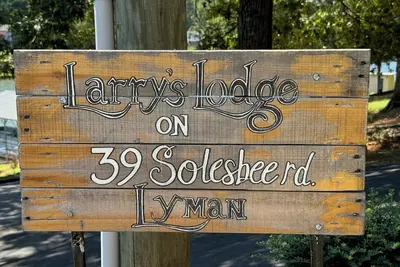 Larry's Lodge
ON
39 Solesbee rd.
Lyman